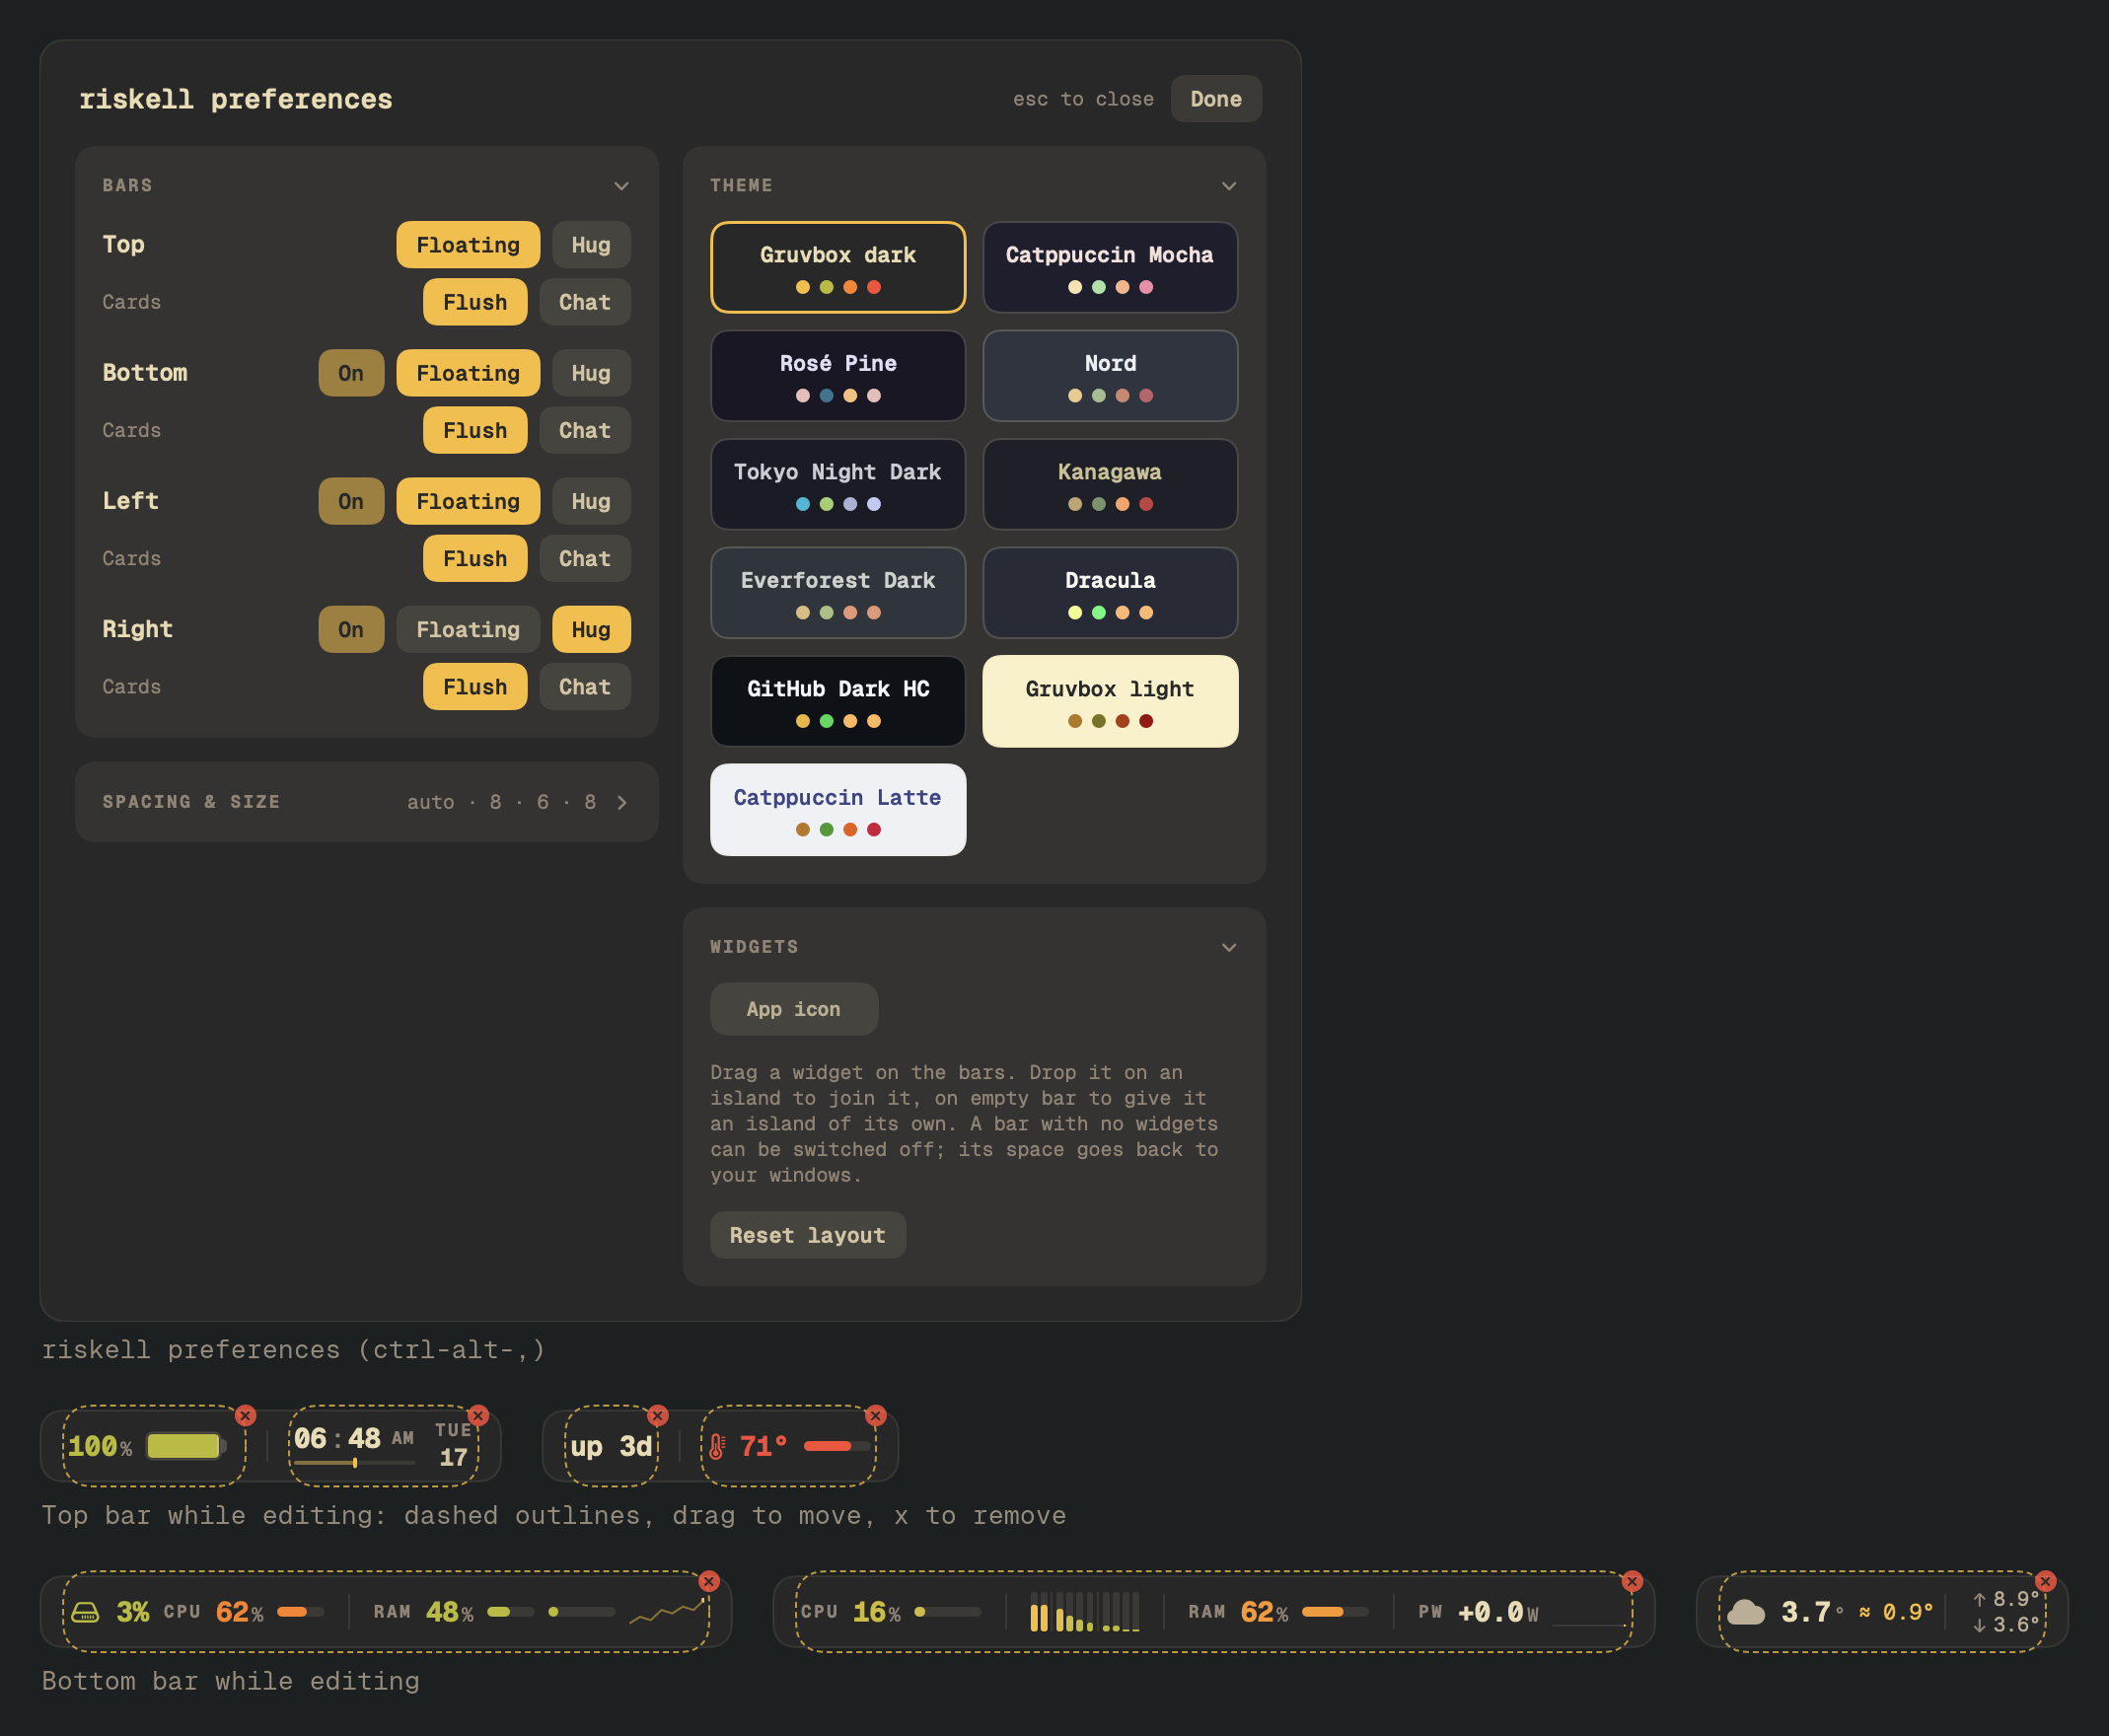 riskell preferences
esc to close Done
BARS
Top Floating Hug
Cards Flush Chat
Bottom On Floating Hug
Cards Flush Chat
Left On Floating Hug
Cards Flush Chat
Right On Floating Hug
Cards Flush Chat
SPACING & SIZE auto · 8 · 6 · 8
THEME
Gruvbox dark
Catppuccin Mocha
Rosé Pine
Nord
Tokyo Night Dark
Kanagawa
Everforest Dark
Dracula
GitHub Dark HC
Gruvbox light
Catppuccin Latte
WIDGETS
App icon
Drag a widget on the bars. Drop it on an
island to join it, on empty bar to give it
an island of its own. A bar with no widgets
can be switched off; its space goes back to
your windows.
Reset layout
riskell preferences (ctrl-alt-,)
100% 06:48 AM TUE 17 up 3d 71°
Top bar while editing: dashed outlines, drag to move, x to remove
3% CPU 62% RAM 48% CPU 16% RAM 62% PW +0.0W 3.7° ≈ 0.9° ↑ 8.9° ↓ 3.6°
Bottom bar while editing